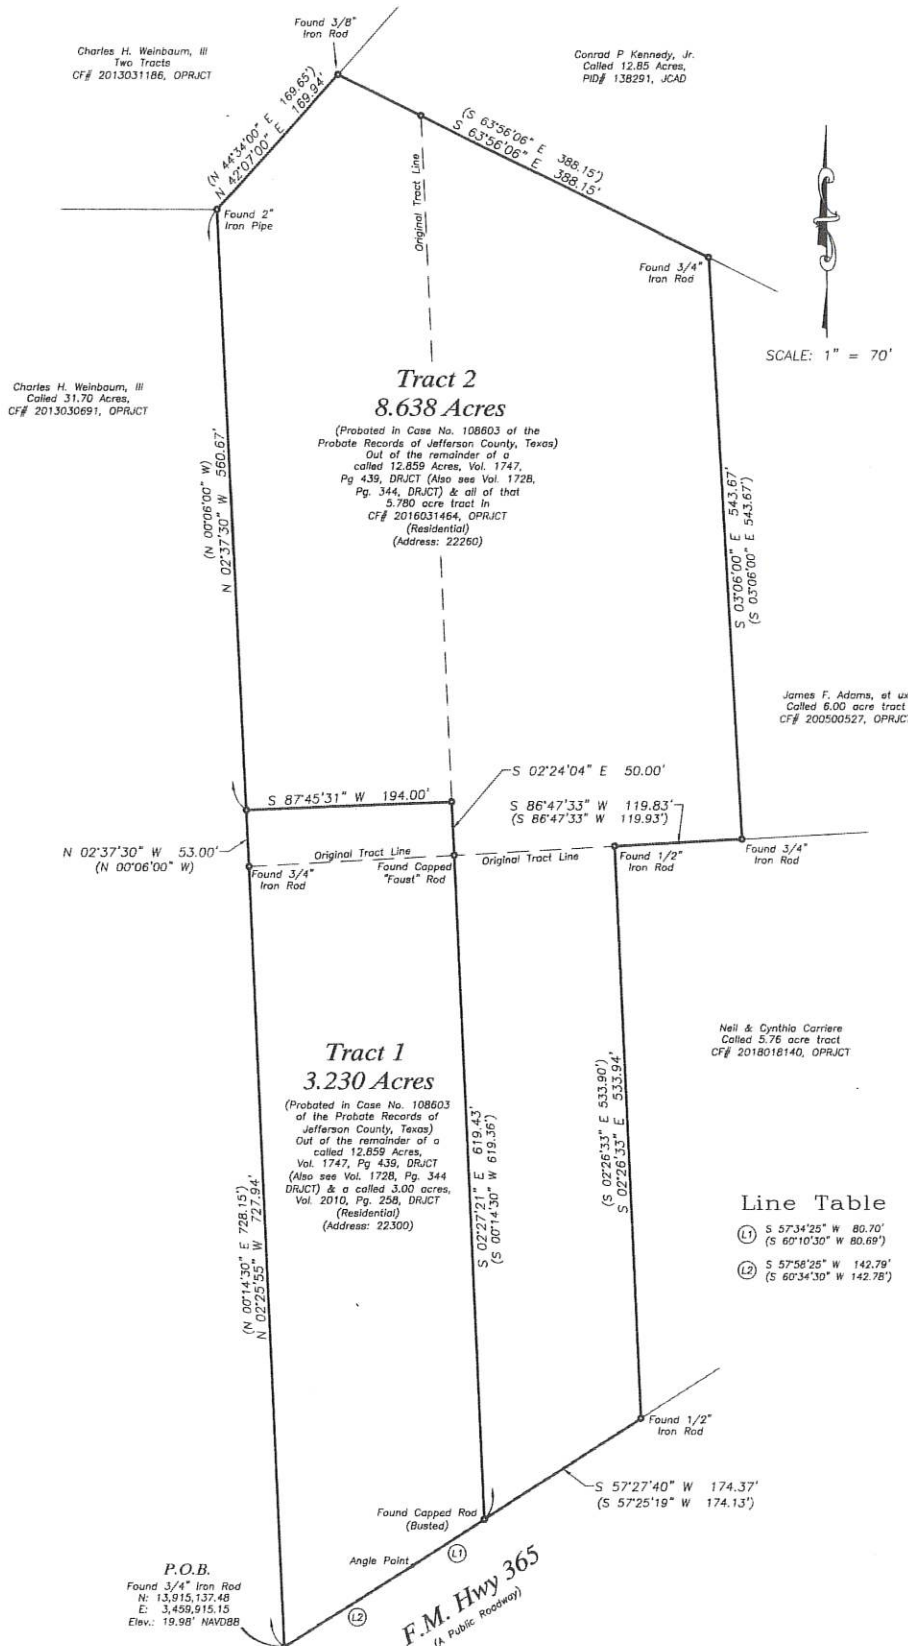 Found 3/8"
Iron Rod
Charles H. Weinbaum, III
Two Tracts
CF# 2013031186, OPRJCT
Conrad P Kennedy, Jr.
Called 12.85 Acres,
PID# 138291, JCAD
(N 44°34'00" E 169.65')
N 42°07'00" E 169.94'
(S 63°56'06" E 388.15')
S 63°56'06" E 388.15'
Original Tract Line
Found 2"
Iron Pipe
Found 3/4"
Iron Rod
SCALE: 1" = 70'
Charles H. Weinbaum, III
Called 31.70 Acres,
CF# 2013030691, OPRJCT
Tract 2
8.638 Acres
(Probated in Case No. 108603 of the
Probate Records of Jefferson County, Texas)
Out of the remainder of a
called 12.859 Acres, Vol. 1747,
Pg 439, DRJCT (Also see Vol. 1728,
Pg. 344, DRJCT) & all of that
5.780 acre tract in
CF# 2016031464, OPRJCT
(Residential)
(Address: 22260)
(N 00°06'00" W)
N 02°37'30" W 560.67'
S 03°06'00" E 543.67'
(S 03°06'00" E 543.67')
James F. Adams, et ux
Called 6.00 acre tract
CF# 200500527, OPRJCT
S 02°24'04" E 50.00'
S 87°45'31" W 194.00'
S 86°47'33" W 119.83'
(S 86°47'33" W 119.93')
N 02°37'30" W 53.00'
(N 00°06'00" W)
Original Tract Line
Original Tract Line
Found 3/4"
Iron Rod
Found Capped
"Faust" Rod
Found 1/2"
Iron Rod
Found 3/4"
Iron Rod
Neil & Cynthia Carriere
Called 5.76 acre tract
CF# 2018018140, OPRJCT
Tract 1
3.230 Acres
(Probated in Case No. 108603
of the Probate Records of
Jefferson County, Texas)
Out of the remainder of a
called 12.859 Acres,
Vol. 1747, Pg 439, DRJCT
(Also see Vol. 1728, Pg. 344
DRJCT) & a called 3.00 acres,
Vol. 2010, Pg. 258, DRJCT
(Residential)
(Address: 22300)
(N 00°14'30" E 728.15')
N 02°25'55" W 727.94'
S 02°27'21" E 619.43'
(S 00°14'30" W 619.36')
(S 02°26'33" E 533.90')
S 02°26'33" E 533.94'
Line Table
L1 S 57°34'25" W 80.70'
(S 60°10'30" W 80.69')
L2 S 57°58'25" W 142.79'
(S 60°34'30" W 142.78')
Found 1/2"
Iron Rod
S 57°27'40" W 174.37'
(S 57°25'19" W 174.13')
Found Capped Rod
(Busted)
Angle Point
L1
L2
P.O.B.
Found 3/4" Iron Rod
N: 13,915,137.48
E: 3,459,915.15
Elev.: 19.98' NAVD88
F.M. Hwy 365
(A Public Roadway)